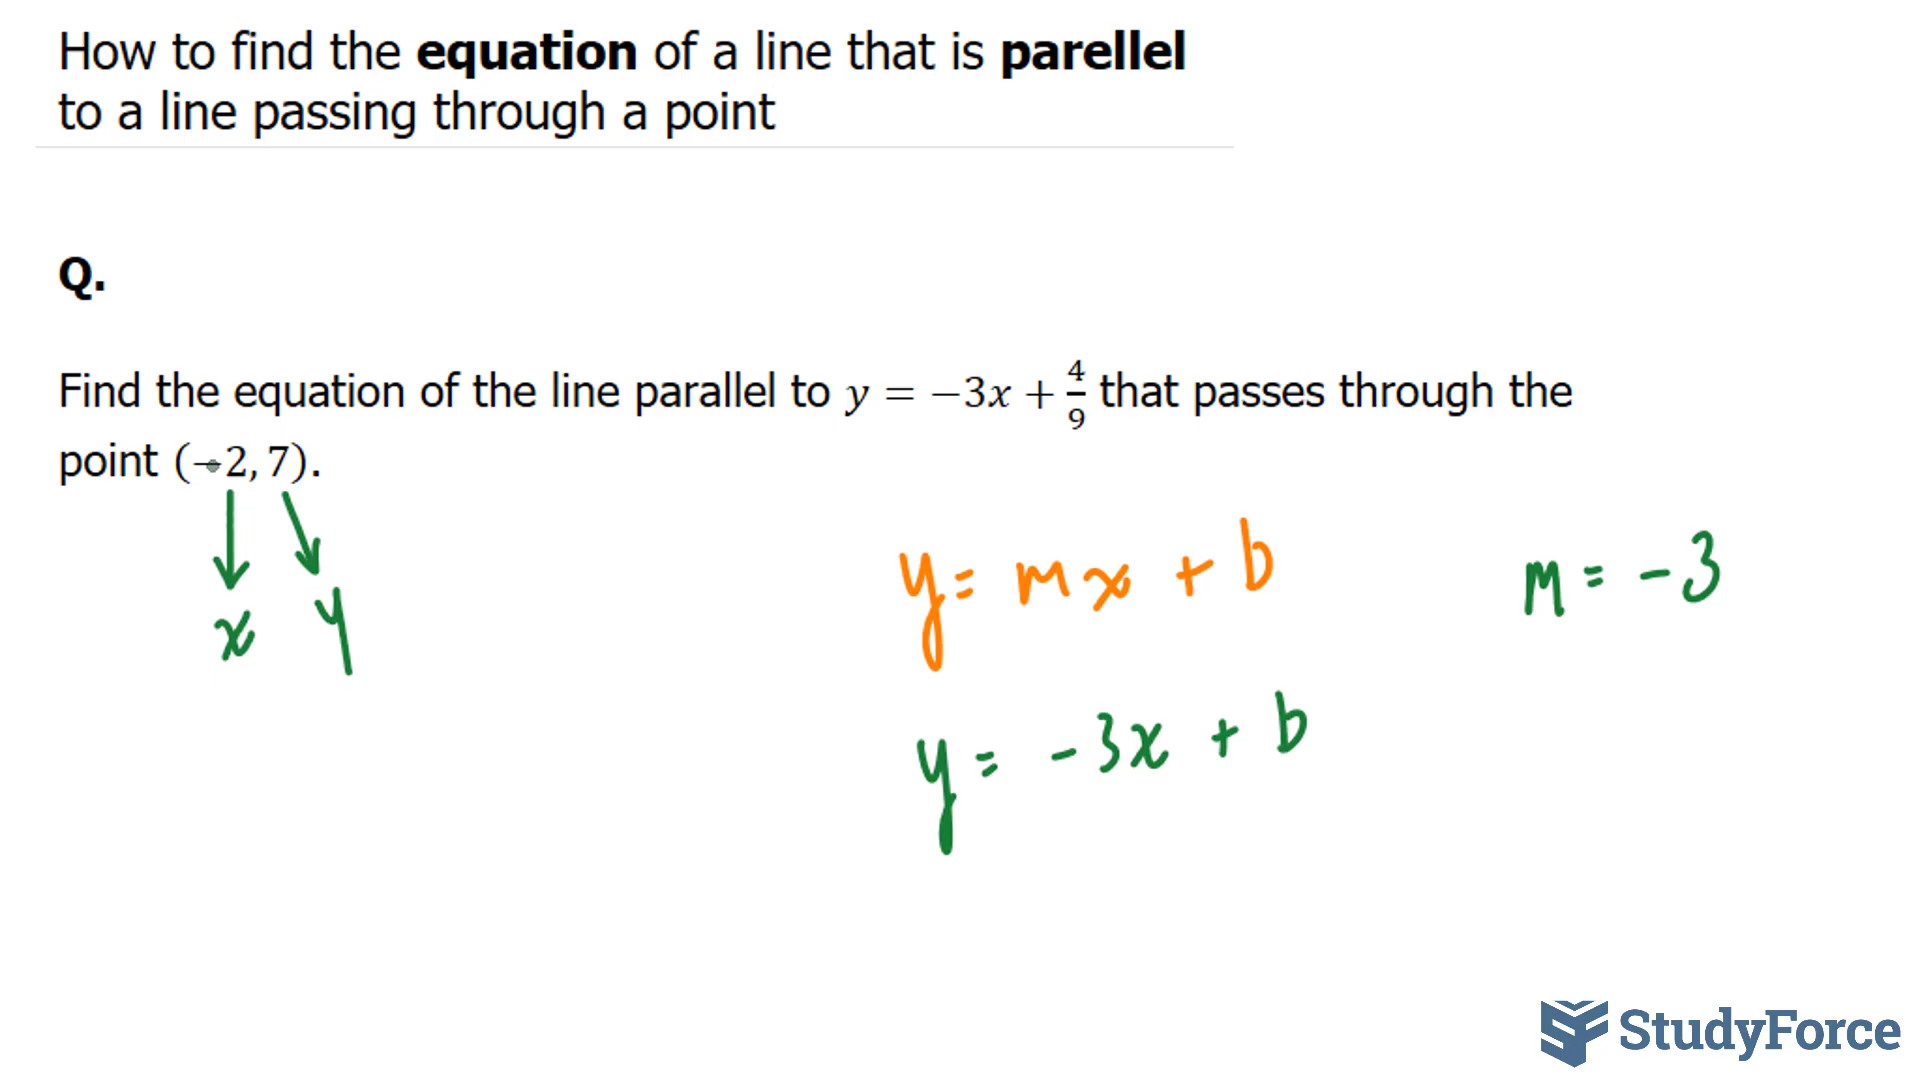 How to find the equation of a line that is parellel
to a line passing through a point
Q.
Find the equation of the line parallel to y = −3x + 4/9 that passes through the
point (−2, 7).
y = mx + b
m = -3
x y
y = -3x + b
StudyForce